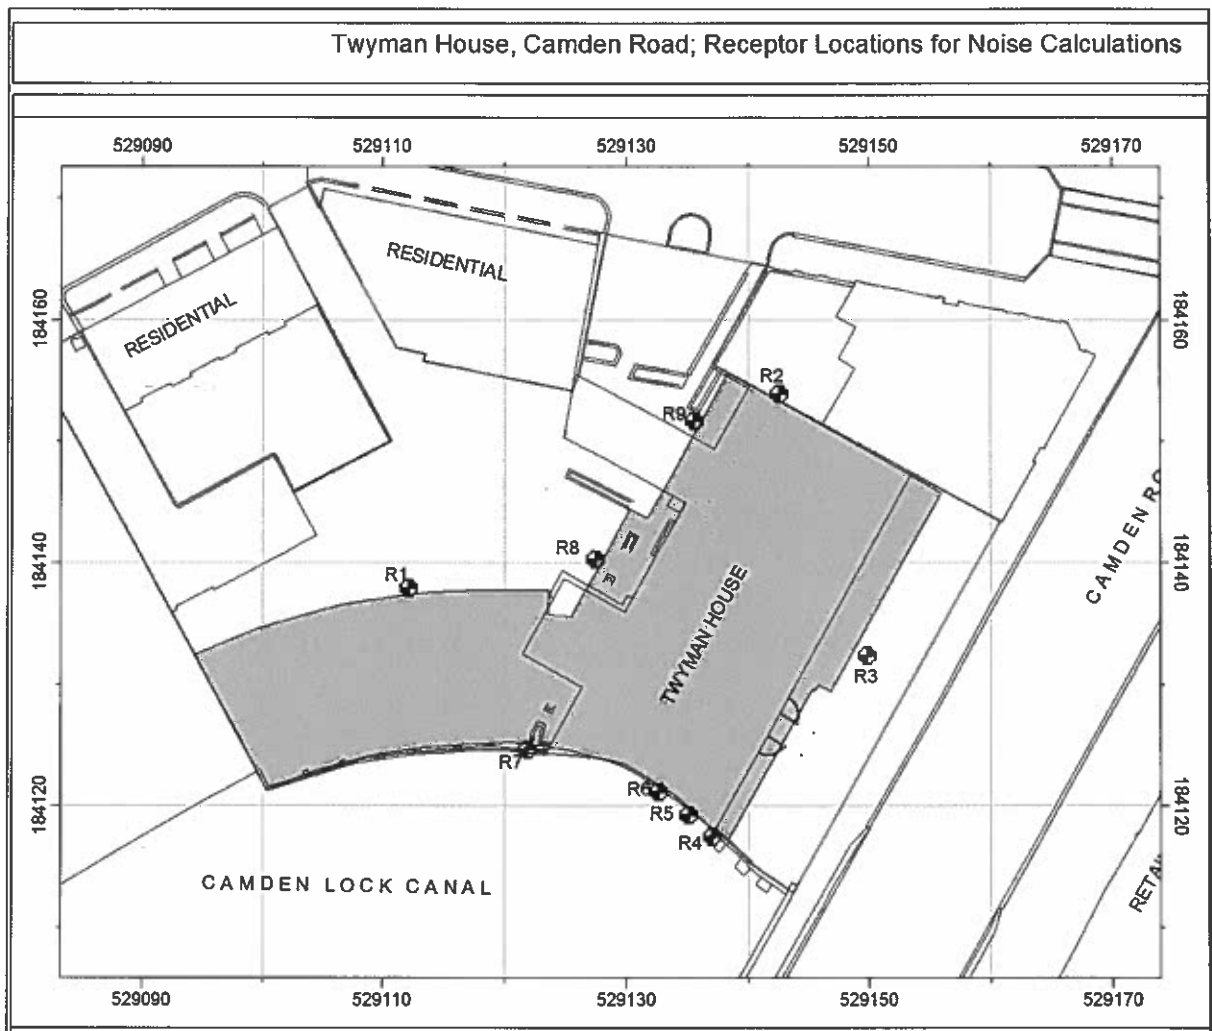 Twyman House, Camden Road; Receptor Locations for Noise Calculations
529090 529110 529130 529150 529170
RESIDENTIAL
RESIDENTIAL
184160
184160
R2
R9
CAMDEN
R8
184140
184140
R1
TWYMAN HOUSE
R3
R7
R6
R5
R4
184120
184120
CAMDEN LOCK CANAL
529090 529110 529130 529150 529170